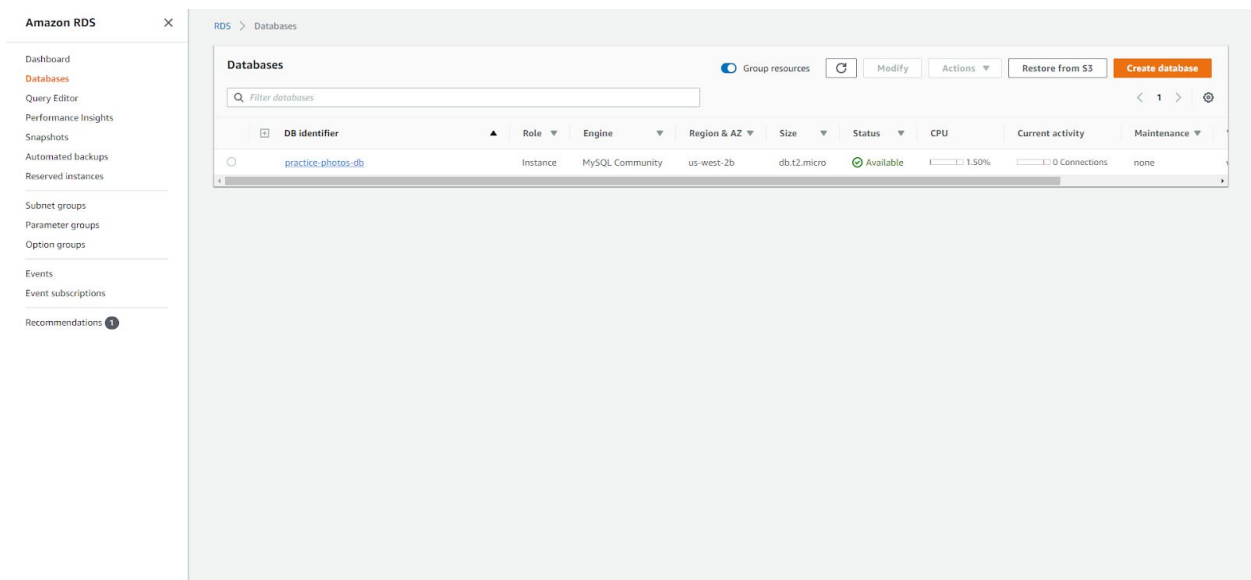 Amazon RDS
Dashboard
Databases
Query Editor
Performance Insights
Snapshots
Automated backups
Reserved instances
Subnet groups
Parameter groups
Option groups
Events
Event subscriptions
Recommendations 1
RDS > Databases
Databases
Group resources Modify Actions Restore from S3 Create database
Filter databases
1
DB identifier Role Engine Region & AZ Size Status CPU Current activity Maintenance
practice-photos-db Instance MySQL Community us-west-2b db.t2.micro Available 1.50% 0 Connections none